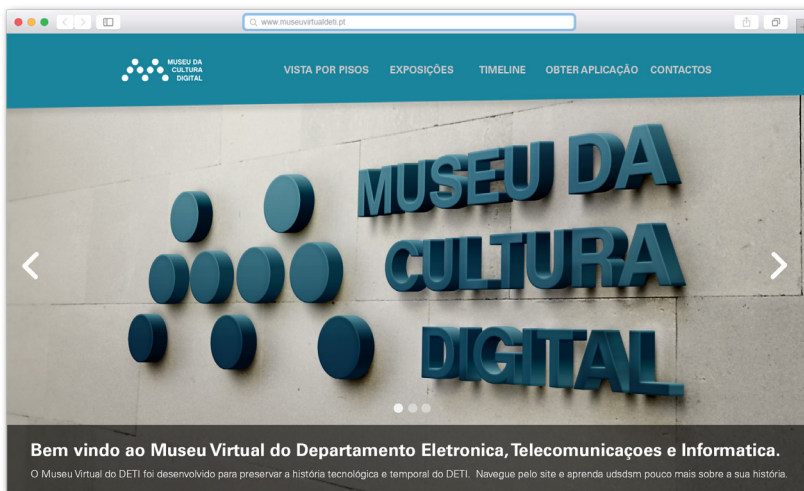 www.museuvirtualdeti.pt
MUSEU DA
CULTURA
DIGITAL
VISTA POR PISOS EXPOSIÇÕES TIMELINE OBTER APLICAÇÃO CONTACTOS
MUSEU DA
CULTURA
DIGITAL
Bem vindo ao Museu Virtual do Departamento Eletronica, Telecomunicaçoes e Informatica.
O Museu Virtual do DETI foi desenvolvido para preservar a história tecnológica e temporal do DETI. Navegue pelo site e aprenda udsdsm pouco mais sobre a sua história.